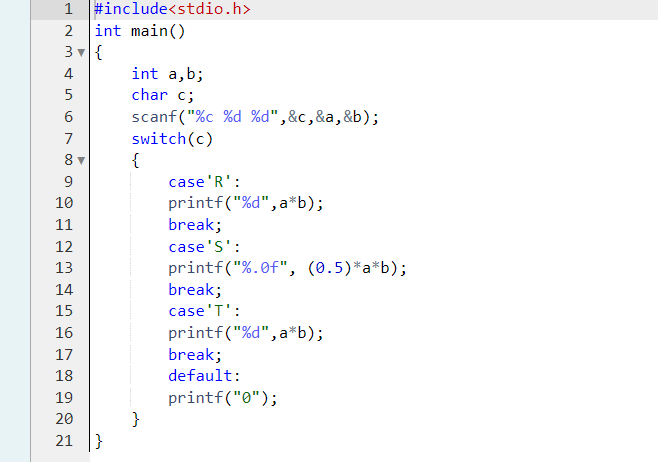 1 #include<stdio.h>
2 int main()
3 {
4 int a,b;
5 char c;
6 scanf("%c %d %d",&c,&a,&b);
7 switch(c)
8 {
9 case'R':
10 printf("%d",a*b);
11 break;
12 case'S':
13 printf("%.0f", (0.5)*a*b);
14 break;
15 case'T':
16 printf("%d",a*b);
17 break;
18 default:
19 printf("0");
20 }
21 }